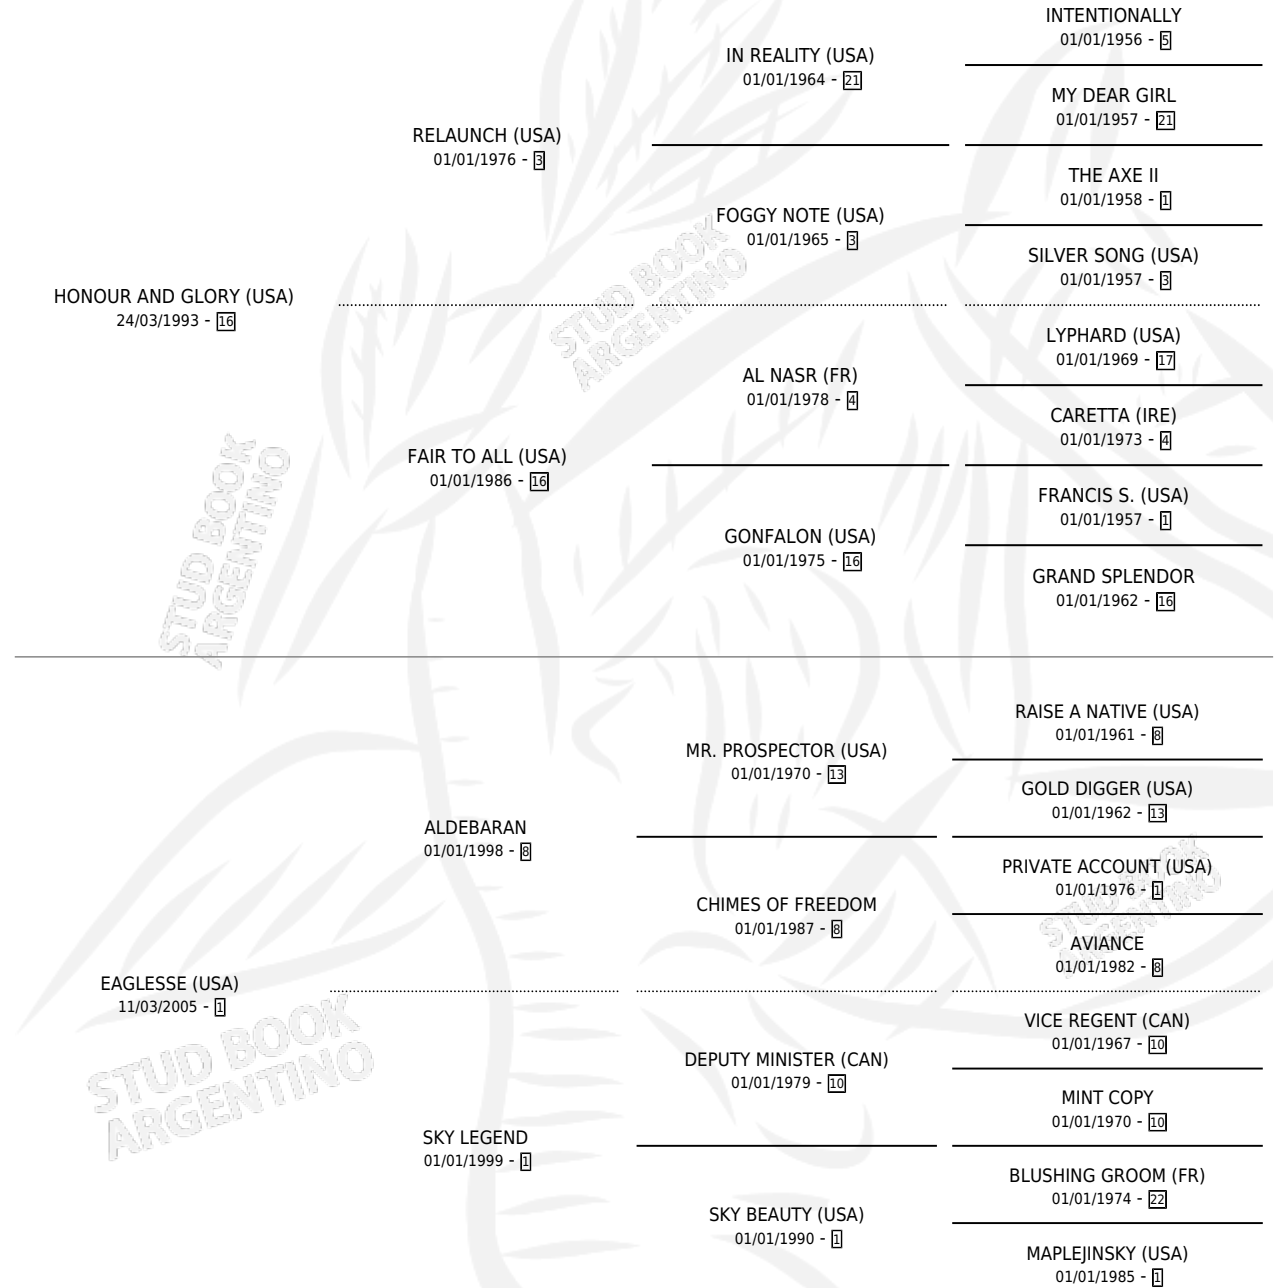 INTENTIONALLY
01/01/1956 - 5
IN REALITY (USA)
01/01/1964 - 21
MY DEAR GIRL
01/01/1957 - 21
RELAUNCH (USA)
01/01/1976 - 3
THE AXE II
01/01/1958 - 1
FOGGY NOTE (USA)
01/01/1965 - 3
SILVER SONG (USA)
01/01/1957 - 3
HONOUR AND GLORY (USA)
24/03/1993 - 16
LYPHARD (USA)
01/01/1969 - 17
AL NASR (FR)
01/01/1978 - 4
CARETTA (IRE)
01/01/1973 - 4
FAIR TO ALL (USA)
01/01/1986 - 16
FRANCIS S. (USA)
01/01/1957 - 1
GONFALON (USA)
01/01/1975 - 16
GRAND SPLENDOR
01/01/1962 - 16
RAISE A NATIVE (USA)
01/01/1961 - 8
MR. PROSPECTOR (USA)
01/01/1970 - 13
GOLD DIGGER (USA)
01/01/1962 - 13
ALDEBARAN
01/01/1998 - 8
PRIVATE ACCOUNT (USA)
01/01/1976 - 1
CHIMES OF FREEDOM
01/01/1987 - 8
AVIANCE
01/01/1982 - 8
EAGLESSE (USA)
11/03/2005 - 1
VICE REGENT (CAN)
01/01/1967 - 10
DEPUTY MINISTER (CAN)
01/01/1979 - 10
MINT COPY
01/01/1970 - 10
SKY LEGEND
01/01/1999 - 1
BLUSHING GROOM (FR)
01/01/1974 - 22
SKY BEAUTY (USA)
01/01/1990 - 1
MAPLEJINSKY (USA)
01/01/1985 - 1
STUD BOOK
ARGENTINO
STUD BOOK
ARGENTINO
STUD BOOK
ARGENTINO
STUD BOOK
ARGENTINO